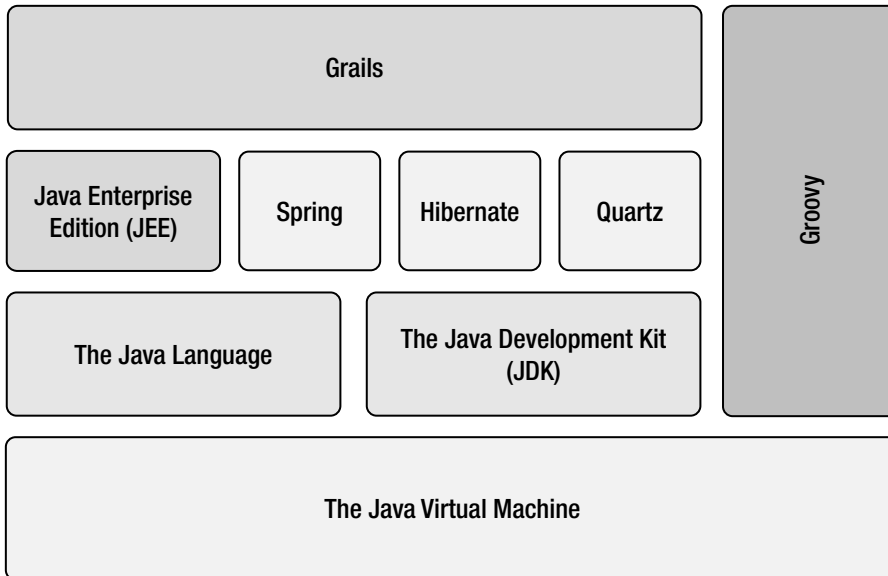 Grails
Java Enterprise
Edition (JEE)
Spring
Hibernate
Quartz
Groovy
The Java Language
The Java Development Kit
(JDK)
The Java Virtual Machine